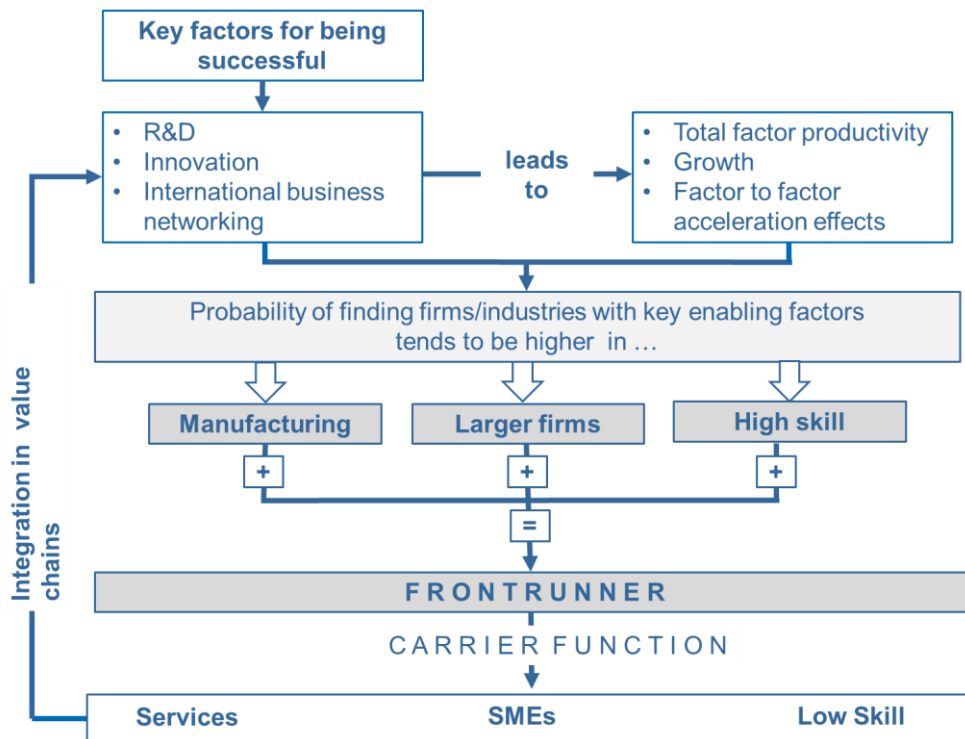 Key factors for being
successful
• R&D
• Innovation
• International business
networking
leads
to
• Total factor productivity
• Growth
• Factor to factor
acceleration effects
Probability of finding firms/industries with key enabling factors
tends to be higher in …
Manufacturing
Larger firms
High skill
+
+
+
=
FRONTRUNNER
CARRIER FUNCTION
Services
SMEs
Low Skill
Integration in value
chains